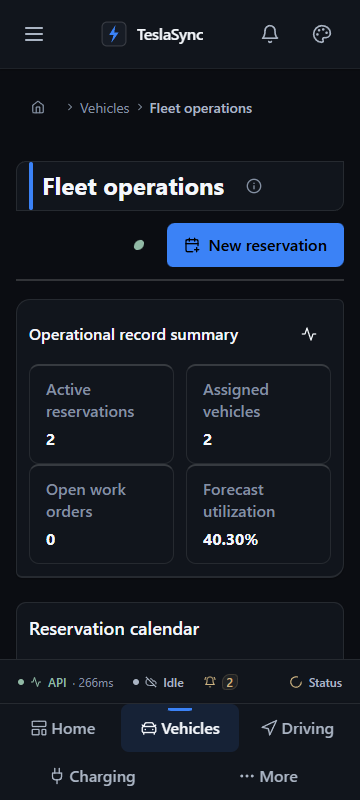 TeslaSync
Vehicles
Fleet operations
Fleet operations
New reservation
Operational record summary
Active
reservations
2
Assigned
vehicles
2
Open work
orders
0
Forecast
utilization
40.30%
Reservation calendar
API · 266ms
Idle
2
Status
Home
Vehicles
Driving
Charging
More